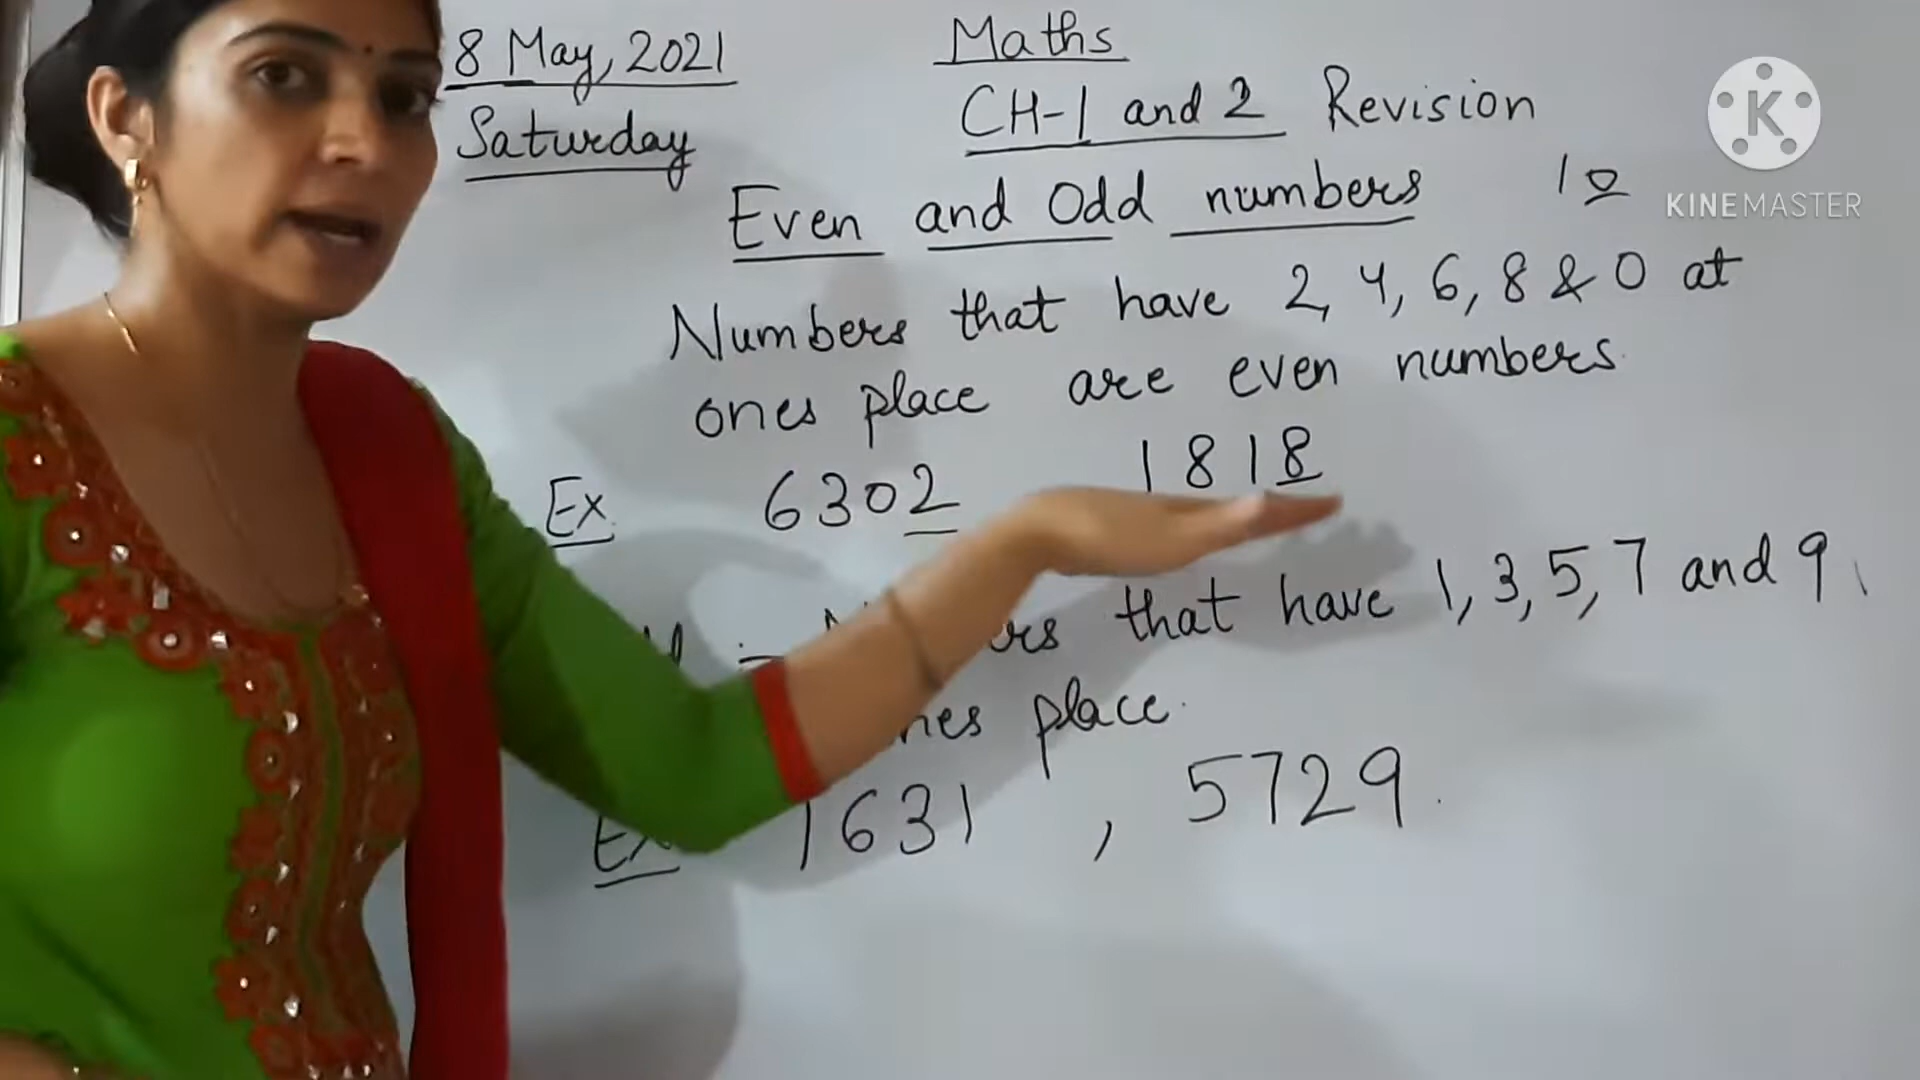 8 May, 2021
Saturday
Maths
CH-1 and 2 Revision
Even and Odd numbers 10
Numbers that have 2, 4, 6, 8 & 0 at
ones place are even numbers.
Ex 6302 1818
that have 1, 3, 5, 7 and 9
place.
Ex 1631 , 5729.
K
KINEMASTER